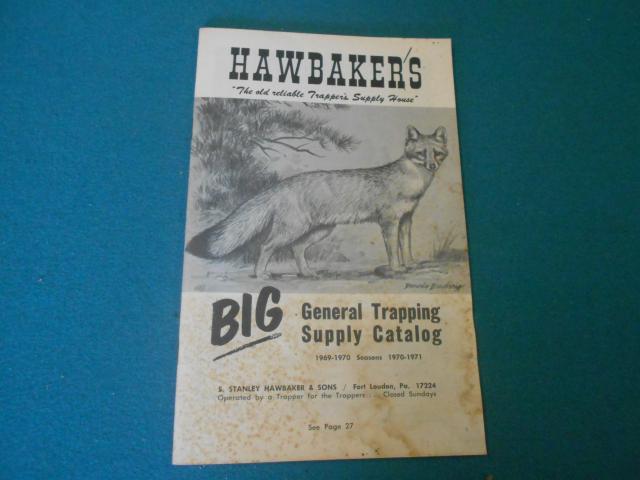 HAWBAKER'S
"The old reliable Trapper's Supply House"
BIG
General Trapping
Supply Catalog
1969-1970 Seasons 1970-1971
S. STANLEY HAWBAKER & SONS / Fort Loudon, Pa. 17224
Operated by a Trapper for the Trappers . . . Closed Sundays
See Page 27